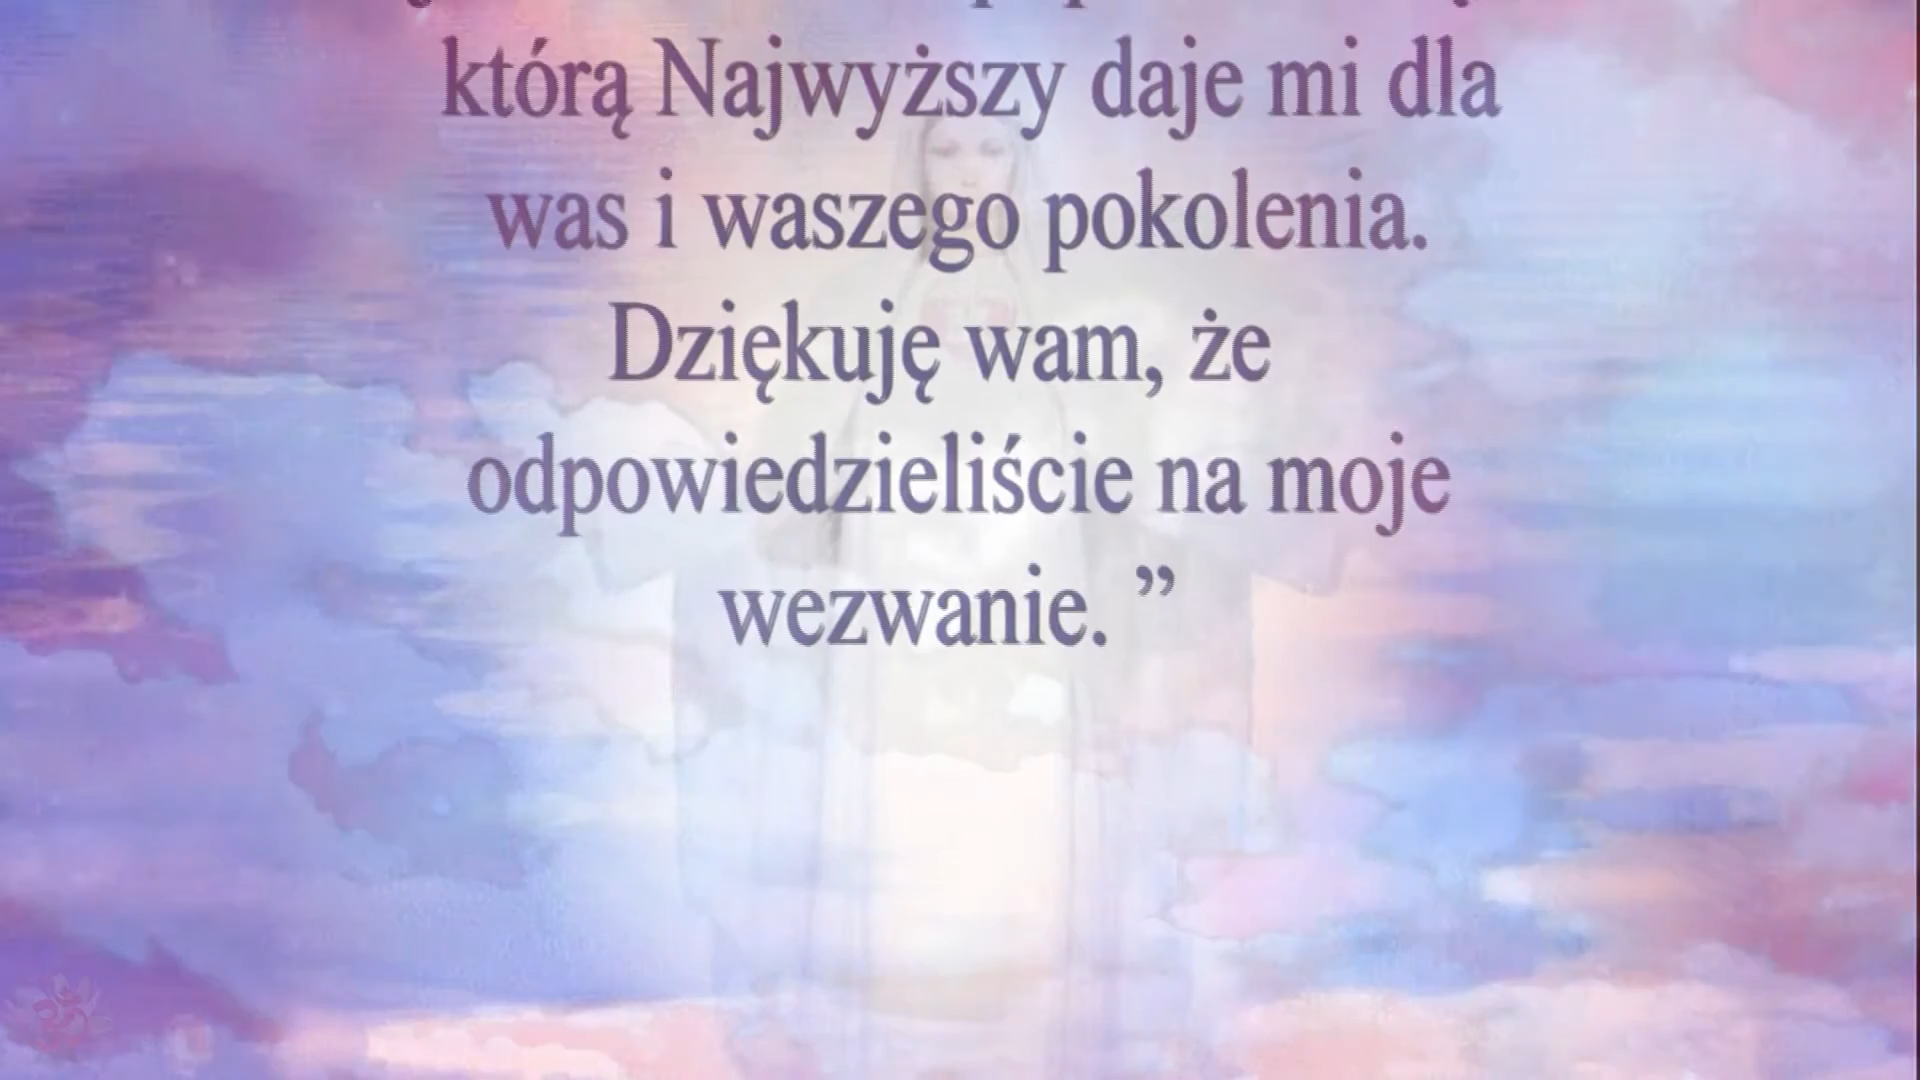 którą Najwyższy daje mi dla
was i waszego pokolenia.
Dziękuję wam, że
odpowiedzieliście na moje
wezwanie. ”